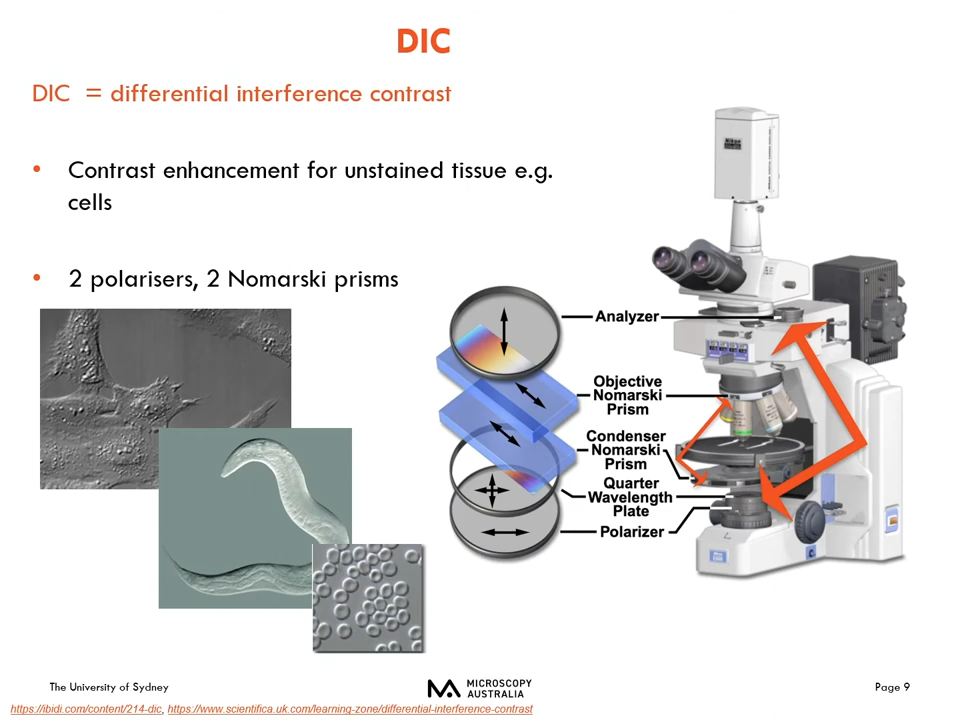 DIC
DIC = differential interference contrast
• Contrast enhancement for unstained tissue e.g.
cells
• 2 polarisers, 2 Nomarski prisms
Analyzer
Objective
Nomarski
Prism
Condenser
Nomarski
Prism
Quarter
Wavelength
Plate
Polarizer
The University of Sydney
MICROSCOPY
AUSTRALIA
Page 9
https://ibidi.com/content/214-dic, https://www.scientifica.uk.com/learning-zone/differential-interference-contrast